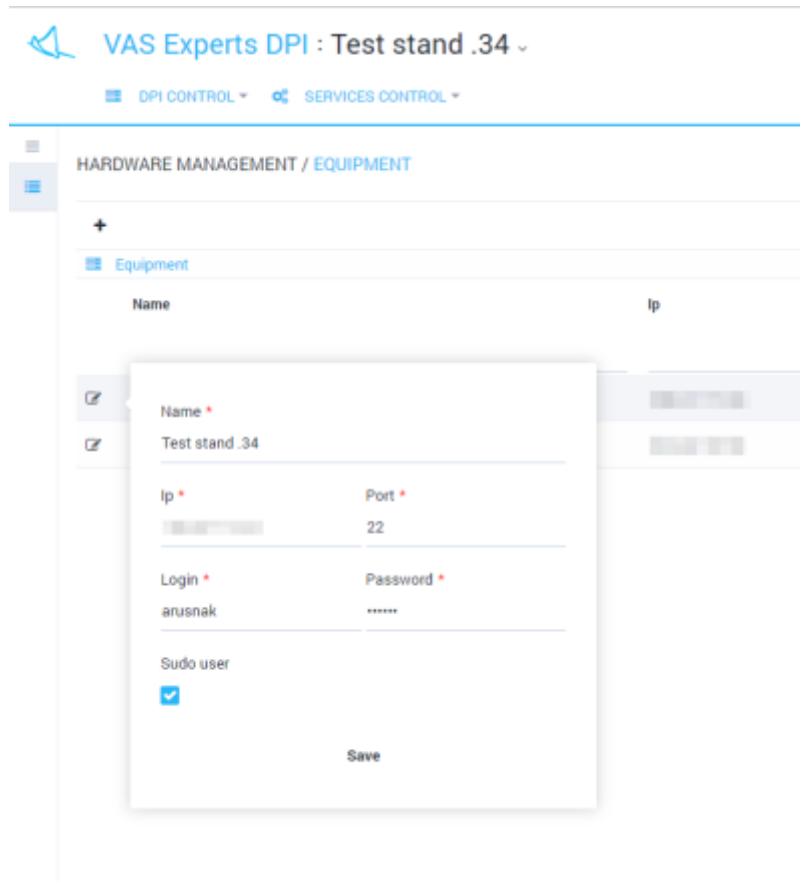 VAS Experts DPI : Test stand .34
DPI CONTROL SERVICES CONTROL
HARDWARE MANAGEMENT / EQUIPMENT
+
Equipment
Name Ip
Name *
Test stand .34
Ip * Port *
22
Login * Password *
arusnak ••••••
Sudo user
Save